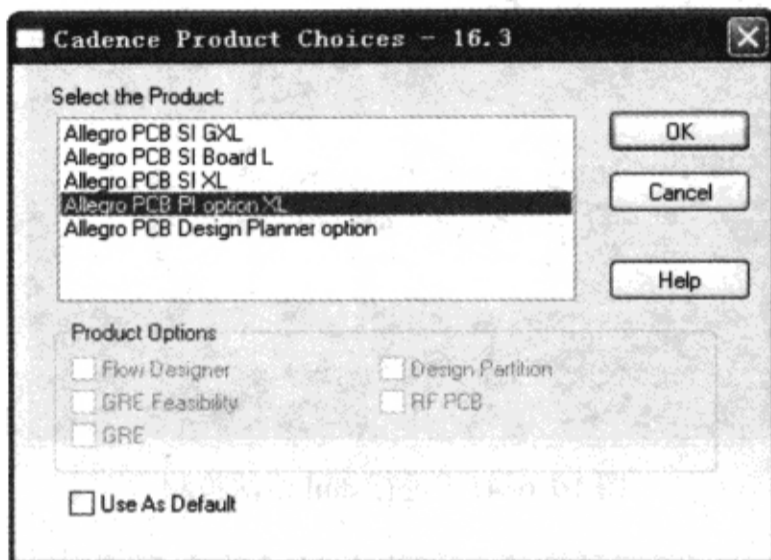 Cadence Product Choices - 16.3
Select the Product:
Allegro PCB SI GXL
Allegro PCB SI Board L
Allegro PCB SI XL
Allegro PCB PI option XL
Allegro PCB Design Planner option
OK
Cancel
Help
Product Options
Flow Designer
Design Partition
GRE Feasibility
RF PCB
GRE
Use As Default